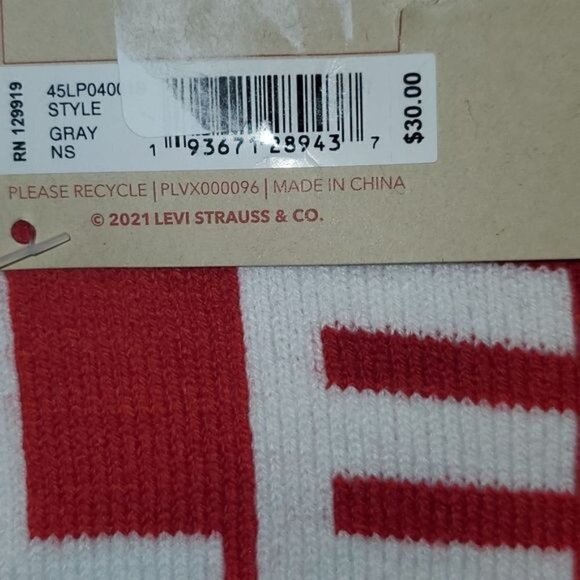 RN 129919
STYLE
GRAY
NS
1 93671 28943 7
$30.00
PLEASE RECYCLE | PLVX000096 | MADE IN CHINA
© 2021 LEVI STRAUSS & CO.